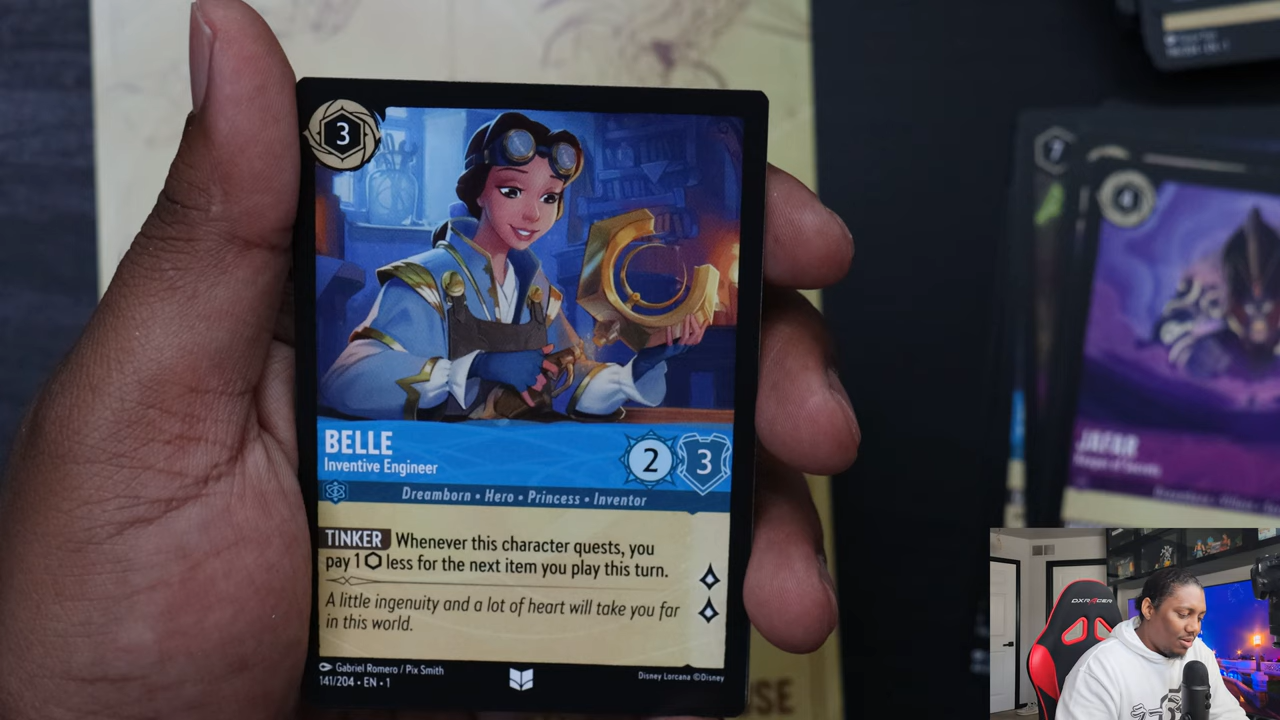 3
BELLE
Inventive Engineer
2
3
Dreamborn • Hero • Princess • Inventor
TINKER Whenever this character quests, you
pay 1 less for the next item you play this turn.
A little ingenuity and a lot of heart will take you far
in this world.
Gabriel Romero / Pix Smith
141/204 • EN • 1
Disney Lorcana ©Disney
7
4
JAFAR
DXRACER